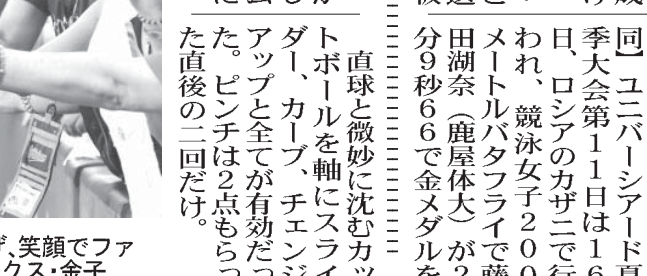 同】ユニバーシアード夏
季大会第11日は16
日、ロシアのカザニで行
われ、競泳女子200
メートルバタフライで藤
田湖奈（鹿屋体大）が2
分9秒66で金メダルを
直球と微妙に沈むカッ
トボールを軸にスライ
ダー、カーブ、チェンジ
アップと全てが有効だっ
た。ピンチは2点もらっ
た直後の二回だけ。
、笑顔でファ
クス・金子